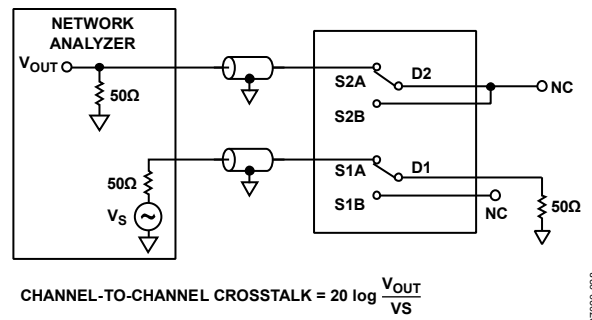 NETWORK
ANALYZER
VOUT
50Ω
S2A
D2
NC
S2B
50Ω
VS
S1A
D1
S1B
NC
50Ω
CHANNEL-TO-CHANNEL CROSSTALK = 20 log VOUT
VS